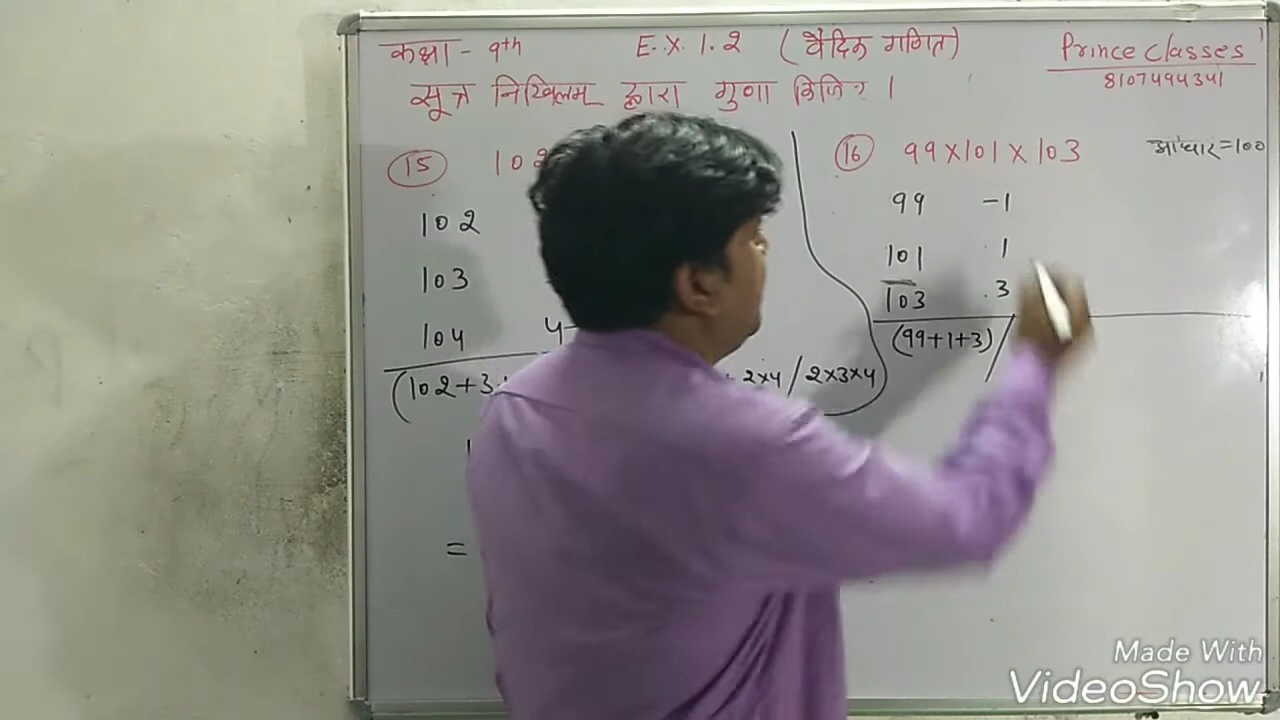 कक्षा - 9th E.X. 1.2 (वैदिक गणित)
Prince Classes
8107494341
सूत्र निखिलम् द्वारा गुणा किजिए ।
15 102
102
103
104 4
(102+3 2×4 / 2×3×4
=
16 99×101×103 आधार=100
99 -1
101 1
103 3
(99+1+3) /
Made With
VideoShow